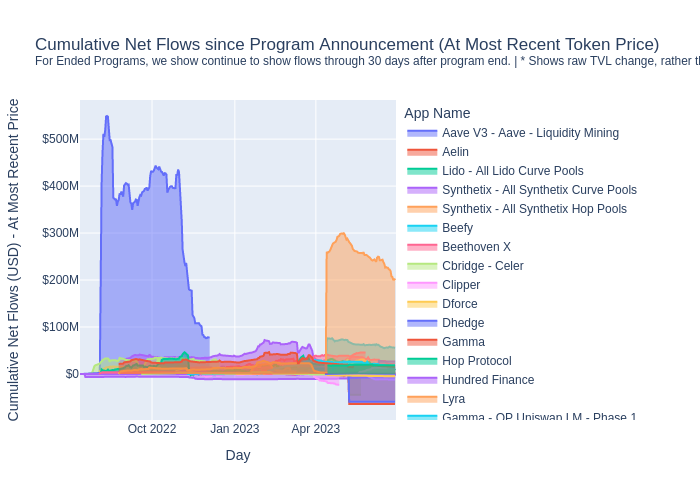 Cumulative Net Flows since Program Announcement (At Most Recent Token Price)
For Ended Programs, we show continue to show flows through 30 days after program end. | * Shows raw TVL change, rather
Cumulative Net Flows (USD) - At Most Recent Price
$500M
$400M
$300M
$200M
$100M
$0
Oct 2022
Jan 2023
Apr 2023
Day
App Name
Aave V3 - Aave - Liquidity Mining
Aelin
Lido - All Lido Curve Pools
Synthetix - All Synthetix Curve Pools
Synthetix - All Synthetix Hop Pools
Beefy
Beethoven X
Cbridge - Celer
Clipper
Dforce
Dhedge
Gamma
Hop Protocol
Hundred Finance
Lyra
Gamma - OP Uniswap LM - Phase 1